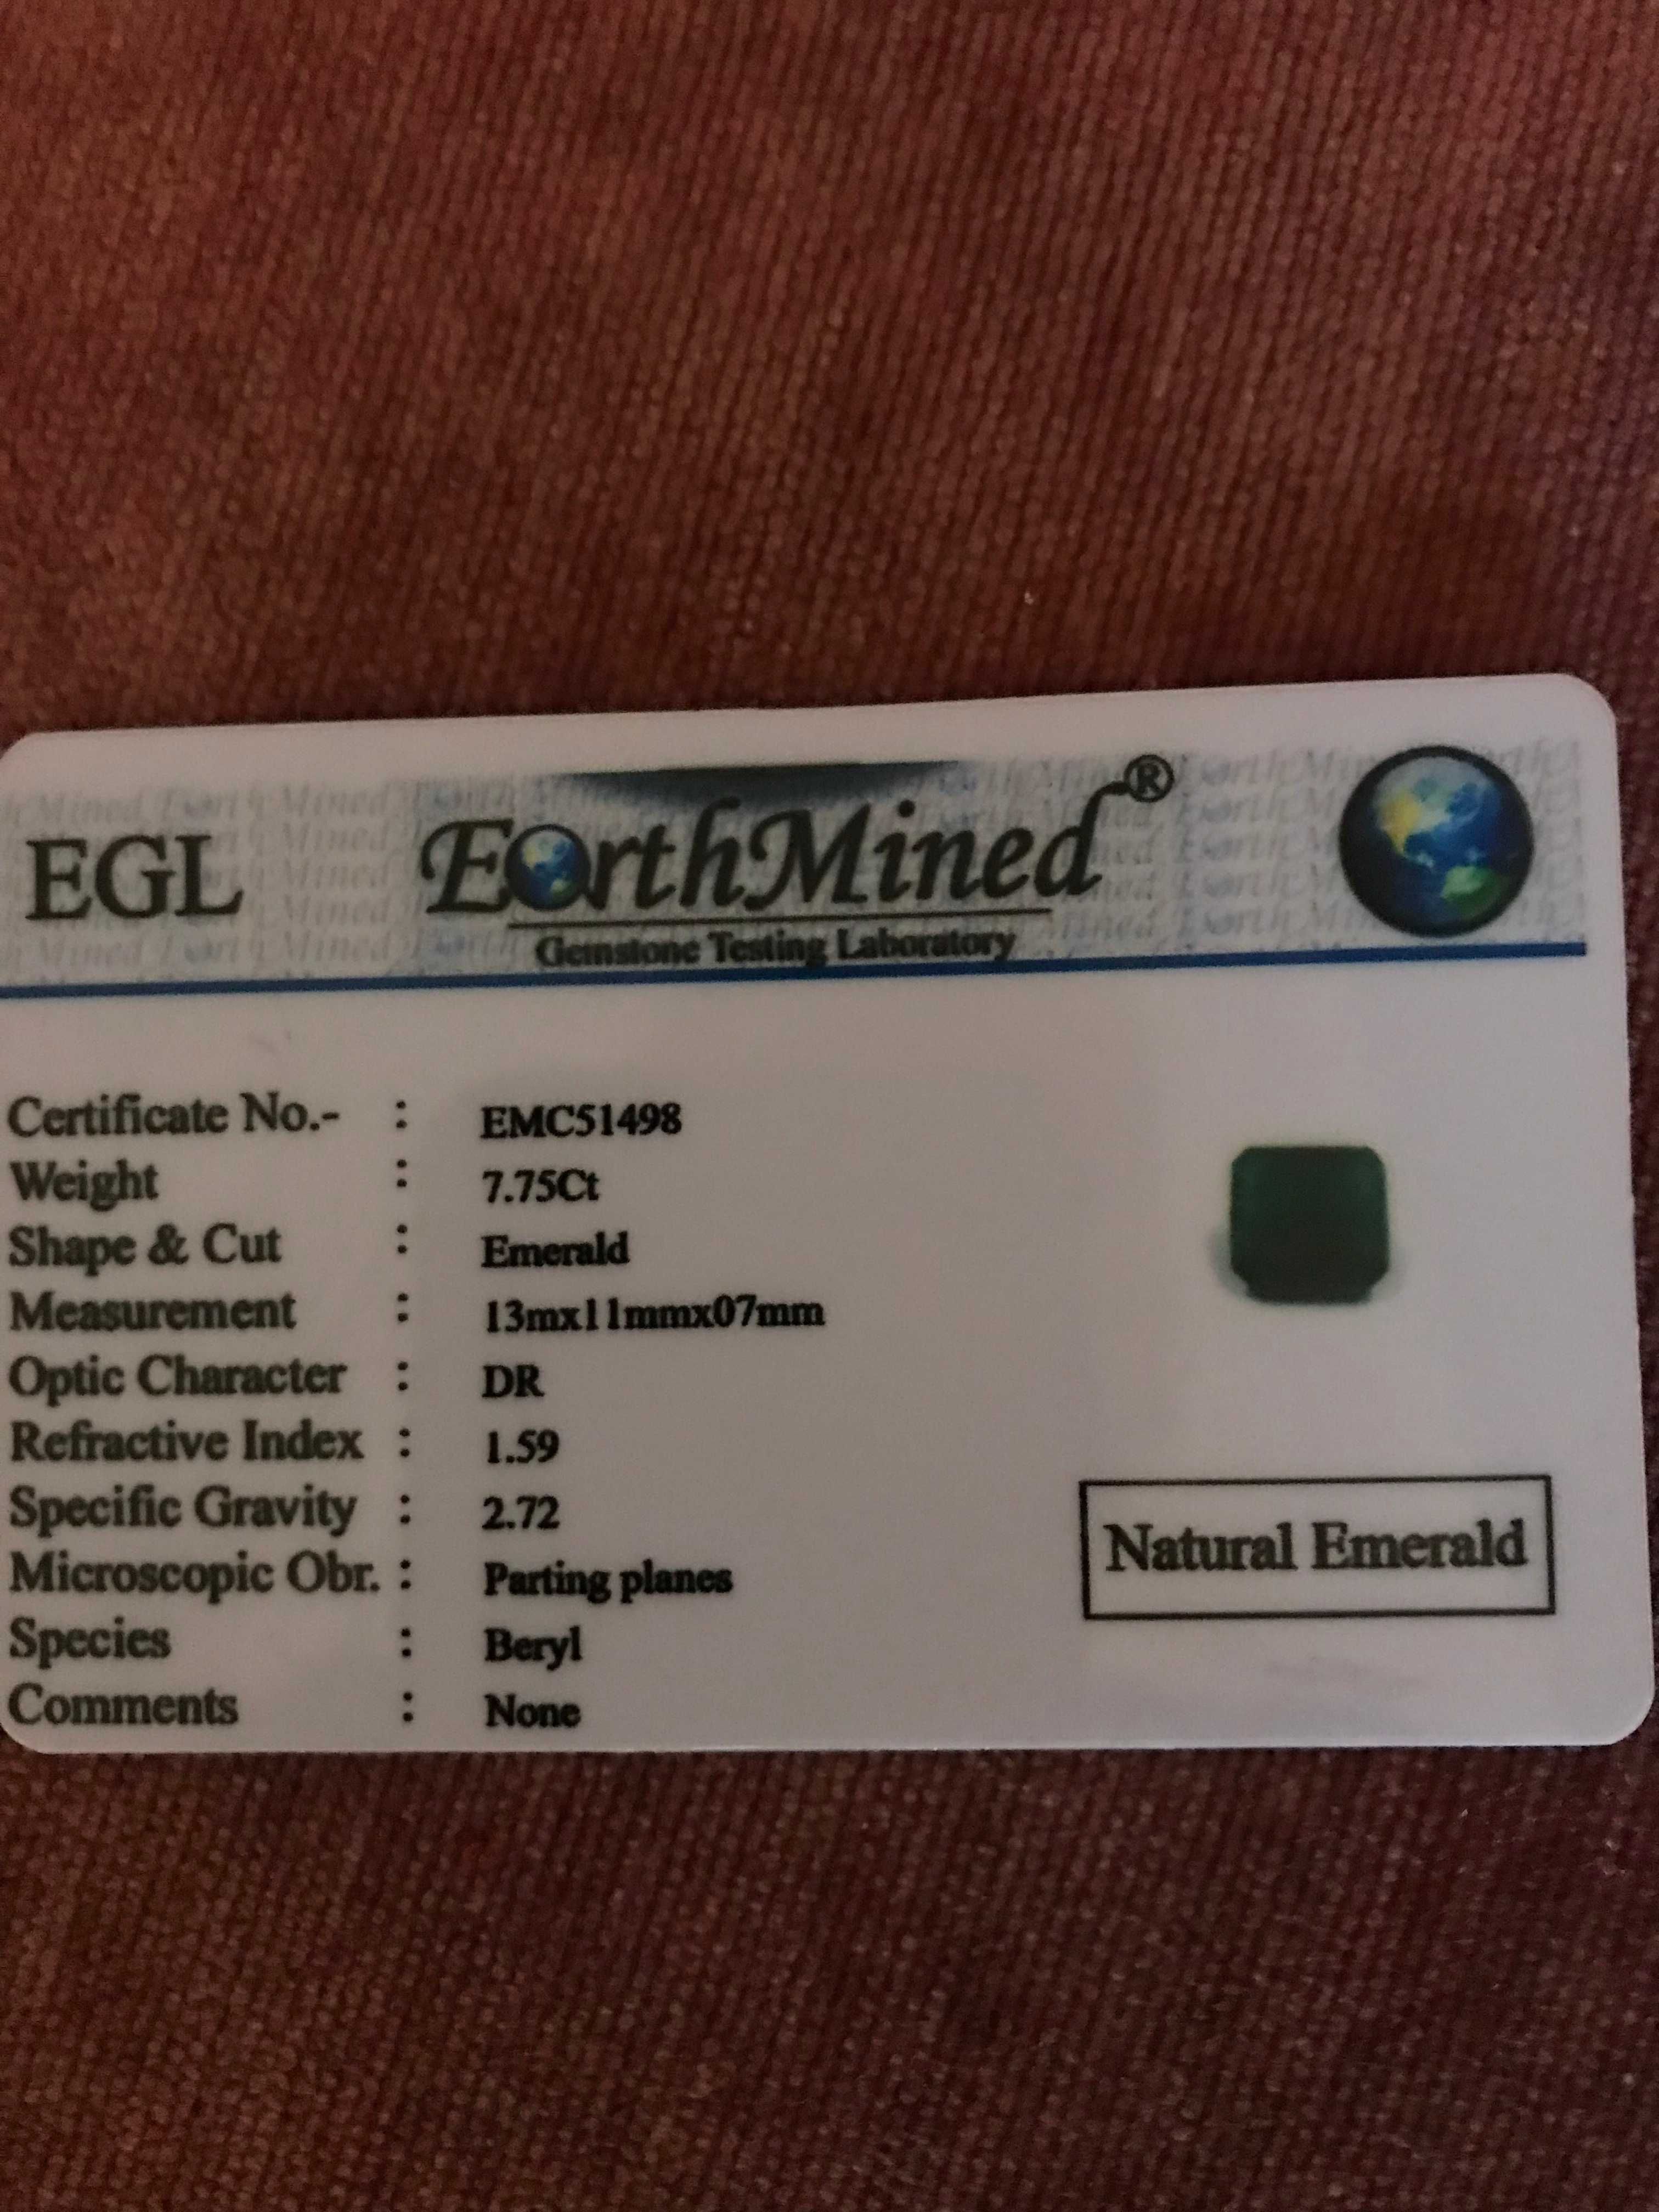 EGL EarthMined®
Gemstone Testing Laboratory
Certificate No.- : EMC51498
Weight : 7.75Ct
Shape & Cut : Emerald
Measurement : 13mx11mmx07mm
Optic Character : DR
Refractive Index : 1.59
Specific Gravity : 2.72
Microscopic Obr. : Parting planes
Species : Beryl
Comments : None
Natural Emerald